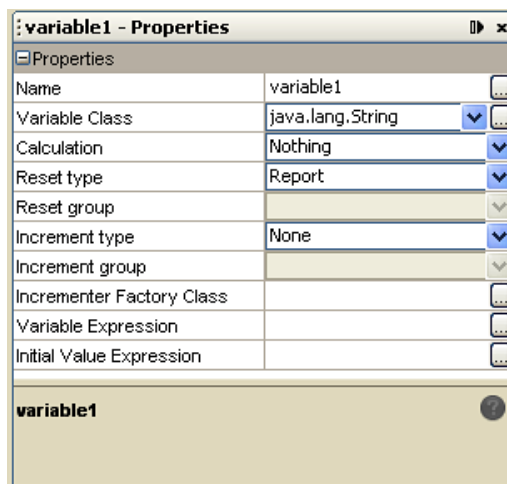 variable1 - Properties
Properties
Name variable1 ...
Variable Class java.lang.String ...
Calculation Nothing
Reset type Report
Reset group
Increment type None
Increment group
Incrementer Factory Class ...
Variable Expression ...
Initial Value Expression ...
variable1 ?